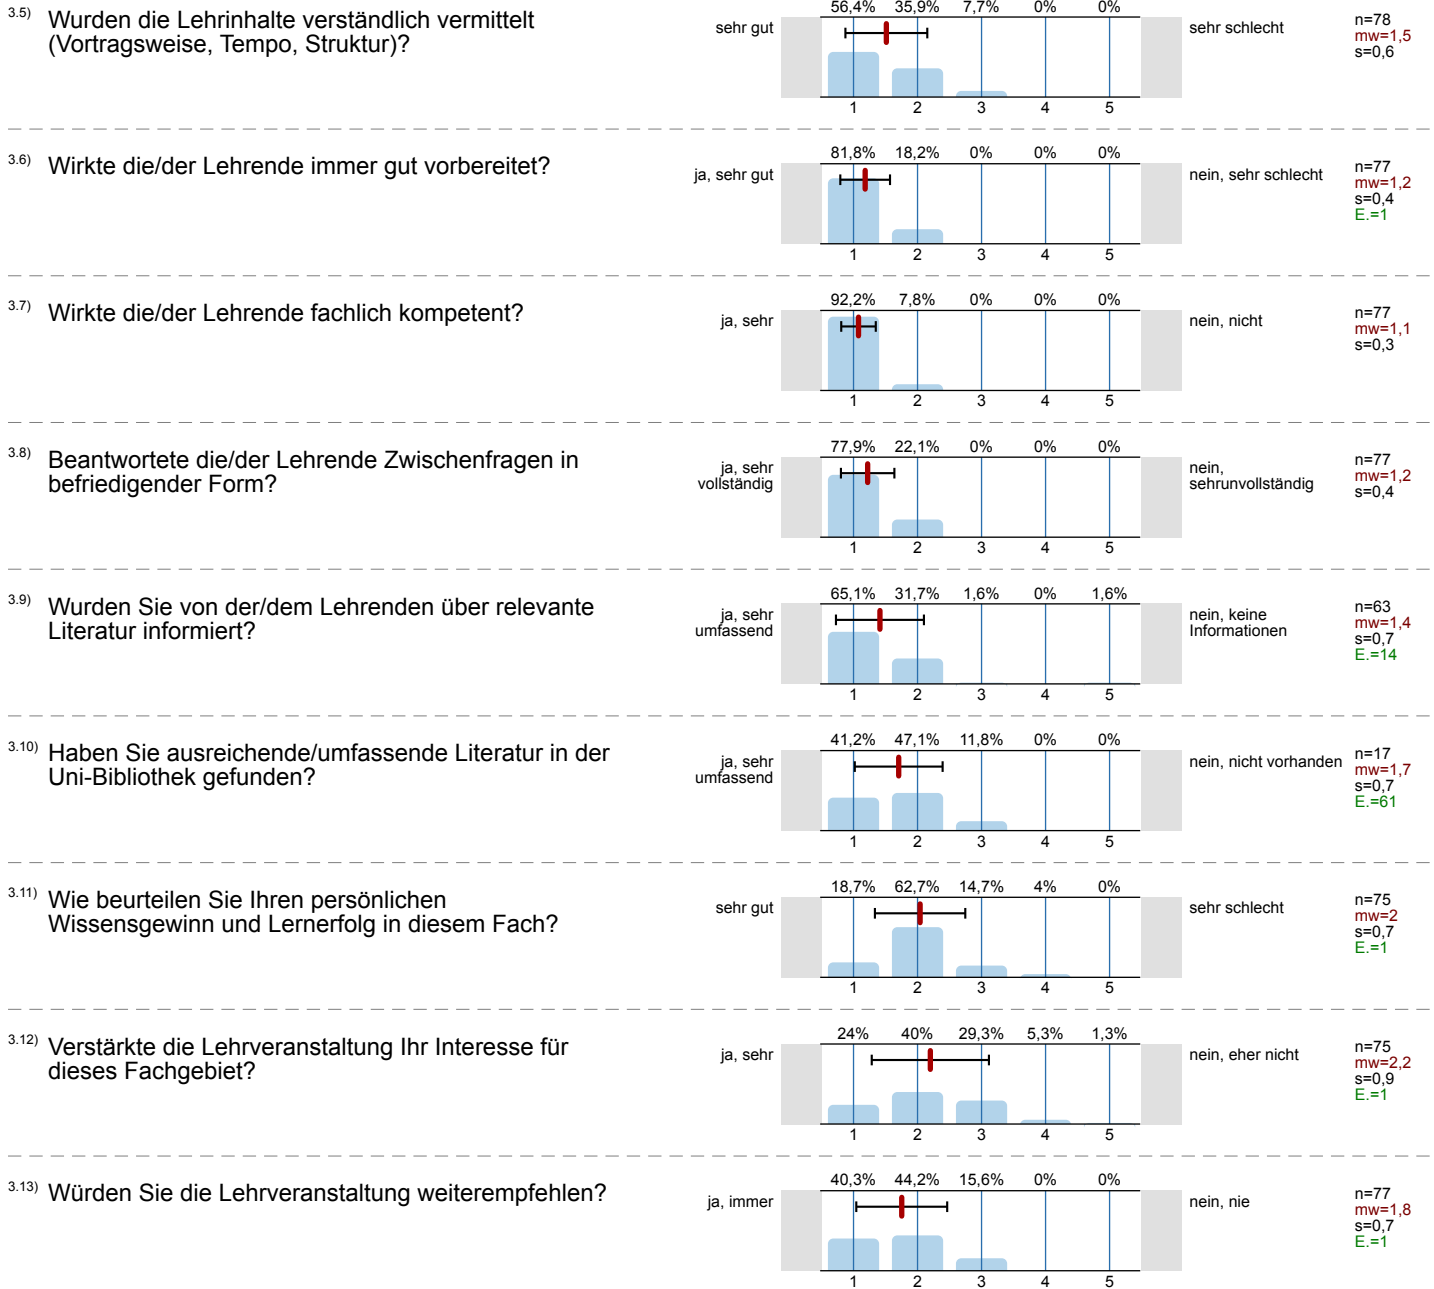 3.5) Wurden die Lehrinhalte verständlich vermittelt
(Vortragsweise, Tempo, Struktur)?
sehr gut
56,4% 35,9% 7,7% 0% 0%
1 2 3 4 5
sehr schlecht
n=78
mw=1,5
s=0,6
3.6) Wirkte die/der Lehrende immer gut vorbereitet?
ja, sehr gut
81,8% 18,2% 0% 0% 0%
1 2 3 4 5
nein, sehr schlecht
n=77
mw=1,2
s=0,4
E.=1
3.7) Wirkte die/der Lehrende fachlich kompetent?
ja, sehr
92,2% 7,8% 0% 0% 0%
1 2 3 4 5
nein, nicht
n=77
mw=1,1
s=0,3
3.8) Beantwortete die/der Lehrende Zwischenfragen in
befriedigender Form?
ja, sehr
vollständig
77,9% 22,1% 0% 0% 0%
1 2 3 4 5
nein,
sehrunvollständig
n=77
mw=1,2
s=0,4
3.9) Wurden Sie von der/dem Lehrenden über relevante
Literatur informiert?
ja, sehr
umfassend
65,1% 31,7% 1,6% 0% 1,6%
1 2 3 4 5
nein, keine
Informationen
n=63
mw=1,4
s=0,7
E.=14
3.10) Haben Sie ausreichende/umfassende Literatur in der
Uni-Bibliothek gefunden?
ja, sehr
umfassend
41,2% 47,1% 11,8% 0% 0%
1 2 3 4 5
nein, nicht vorhanden
n=17
mw=1,7
s=0,7
E.=61
3.11) Wie beurteilen Sie Ihren persönlichen
Wissensgewinn und Lernerfolg in diesem Fach?
sehr gut
18,7% 62,7% 14,7% 4% 0%
1 2 3 4 5
sehr schlecht
n=75
mw=2
s=0,7
E.=1
3.12) Verstärkte die Lehrveranstaltung Ihr Interesse für
dieses Fachgebiet?
ja, sehr
24% 40% 29,3% 5,3% 1,3%
1 2 3 4 5
nein, eher nicht
n=75
mw=2,2
s=0,9
E.=1
3.13) Würden Sie die Lehrveranstaltung weiterempfehlen?
ja, immer
40,3% 44,2% 15,6% 0% 0%
1 2 3 4 5
nein, nie
n=77
mw=1,8
s=0,7
E.=1